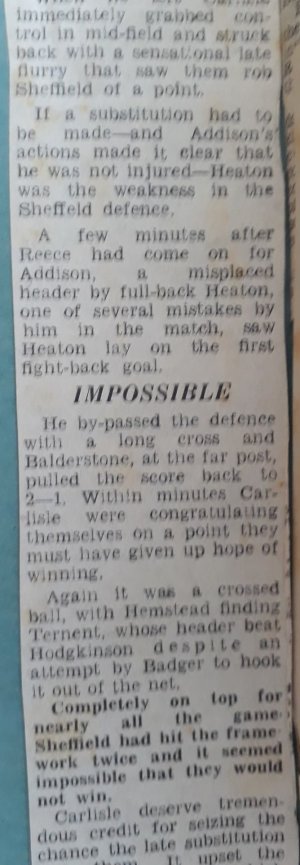 immediately grabbed con-
trol in mid-field and struck
back with a sensational late
flurry that saw them rob
Sheffield of a point.
If a substitution had to
be made—and Addison's
actions made it clear that
he was not injured—Heaton
was the weakness in the
Sheffeld defence.
A few minutes after
Reece had come on for
Addison, a misplaced
header by full-back Heaton,
one of several mistakes by
him in the match, saw
Heaton lay on the first
fight-back goal.
IMPOSSIBLE
He by-passed the defence
with a long cross and
Balderstone, at the far post,
pulled the score back to
2—1. Within minutes Car-
lisle were congratulating
themselves on a point they
must have given up hope of
winning.
Again it was a crossed
ball, with Hemstead finding
Ternent, whose header beat
Hodgkinson despite an
attempt by Badger to hook
it out of the net.
Completely on top for
nearly all the game
Sheffield had hit the frame-
work twice and it seemed
impossible that they would
not win.
Carlisle deserve tremen-
dous credit for seizing the
chance the late substitution
them. It upset the